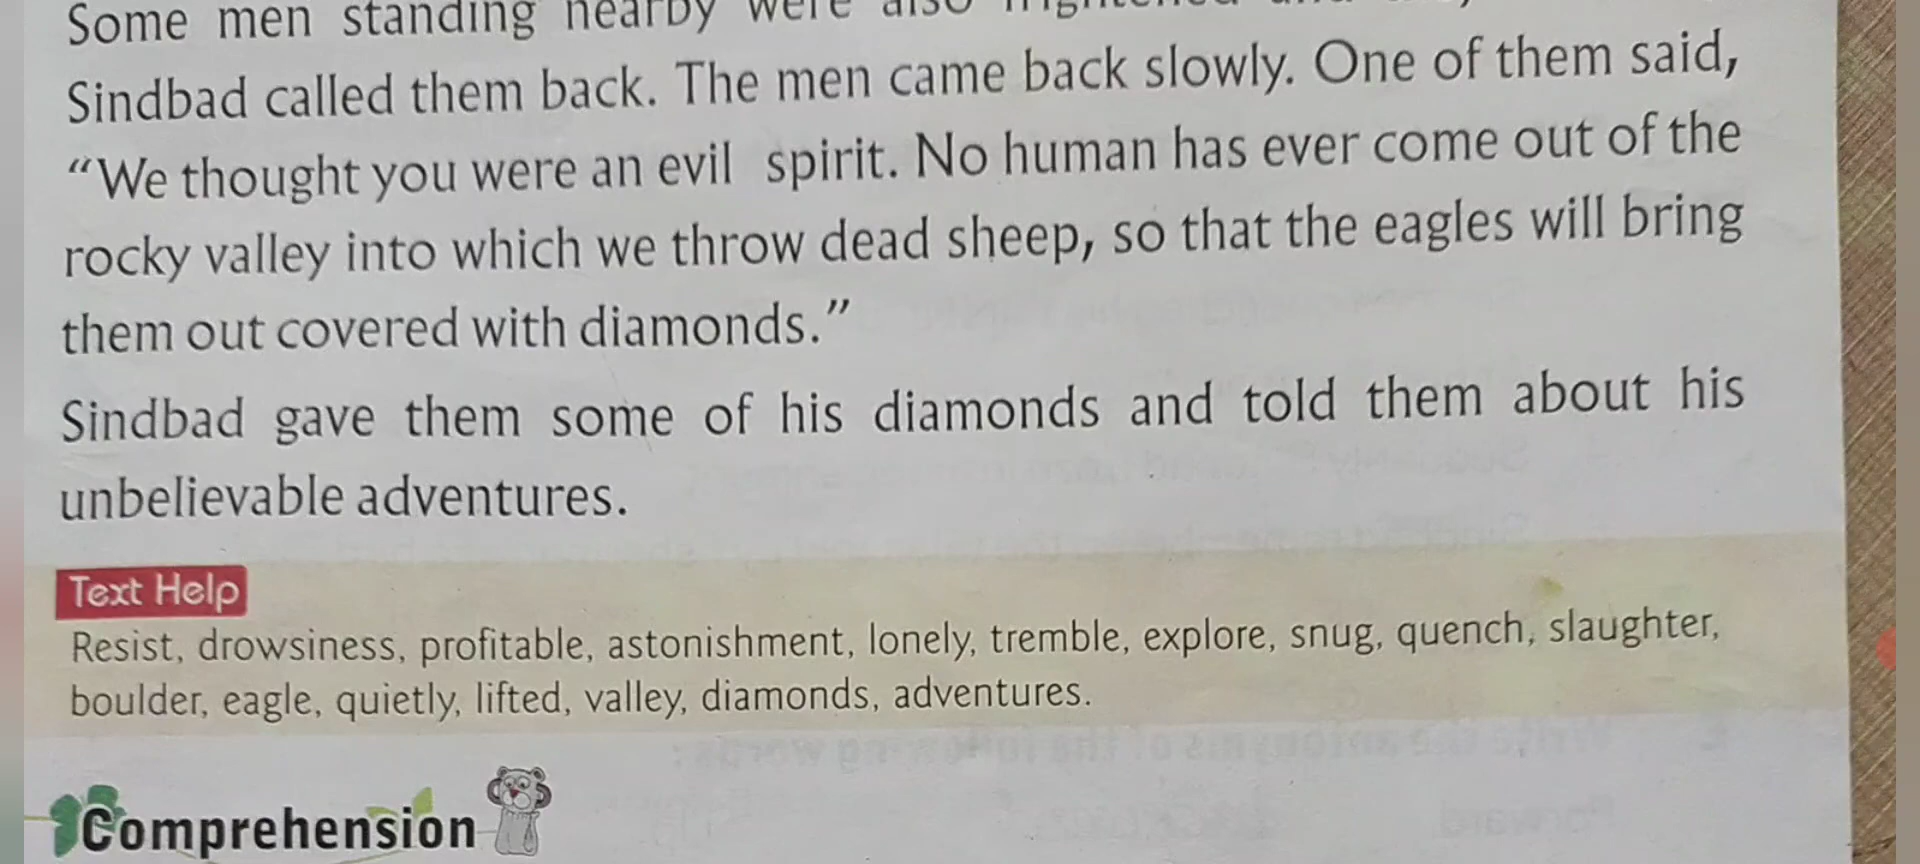 Some men standing nearby were also frightened and
Sindbad called them back. The men came back slowly. One of them said,
“We thought you were an evil spirit. No human has ever come out of the
rocky valley into which we throw dead sheep, so that the eagles will bring
them out covered with diamonds.”
Sindbad gave them some of his diamonds and told them about his
unbelievable adventures.
Text Help
Resist, drowsiness, profitable, astonishment, lonely, tremble, explore, snug, quench, slaughter,
boulder, eagle, quietly, lifted, valley, diamonds, adventures.
Comprehension